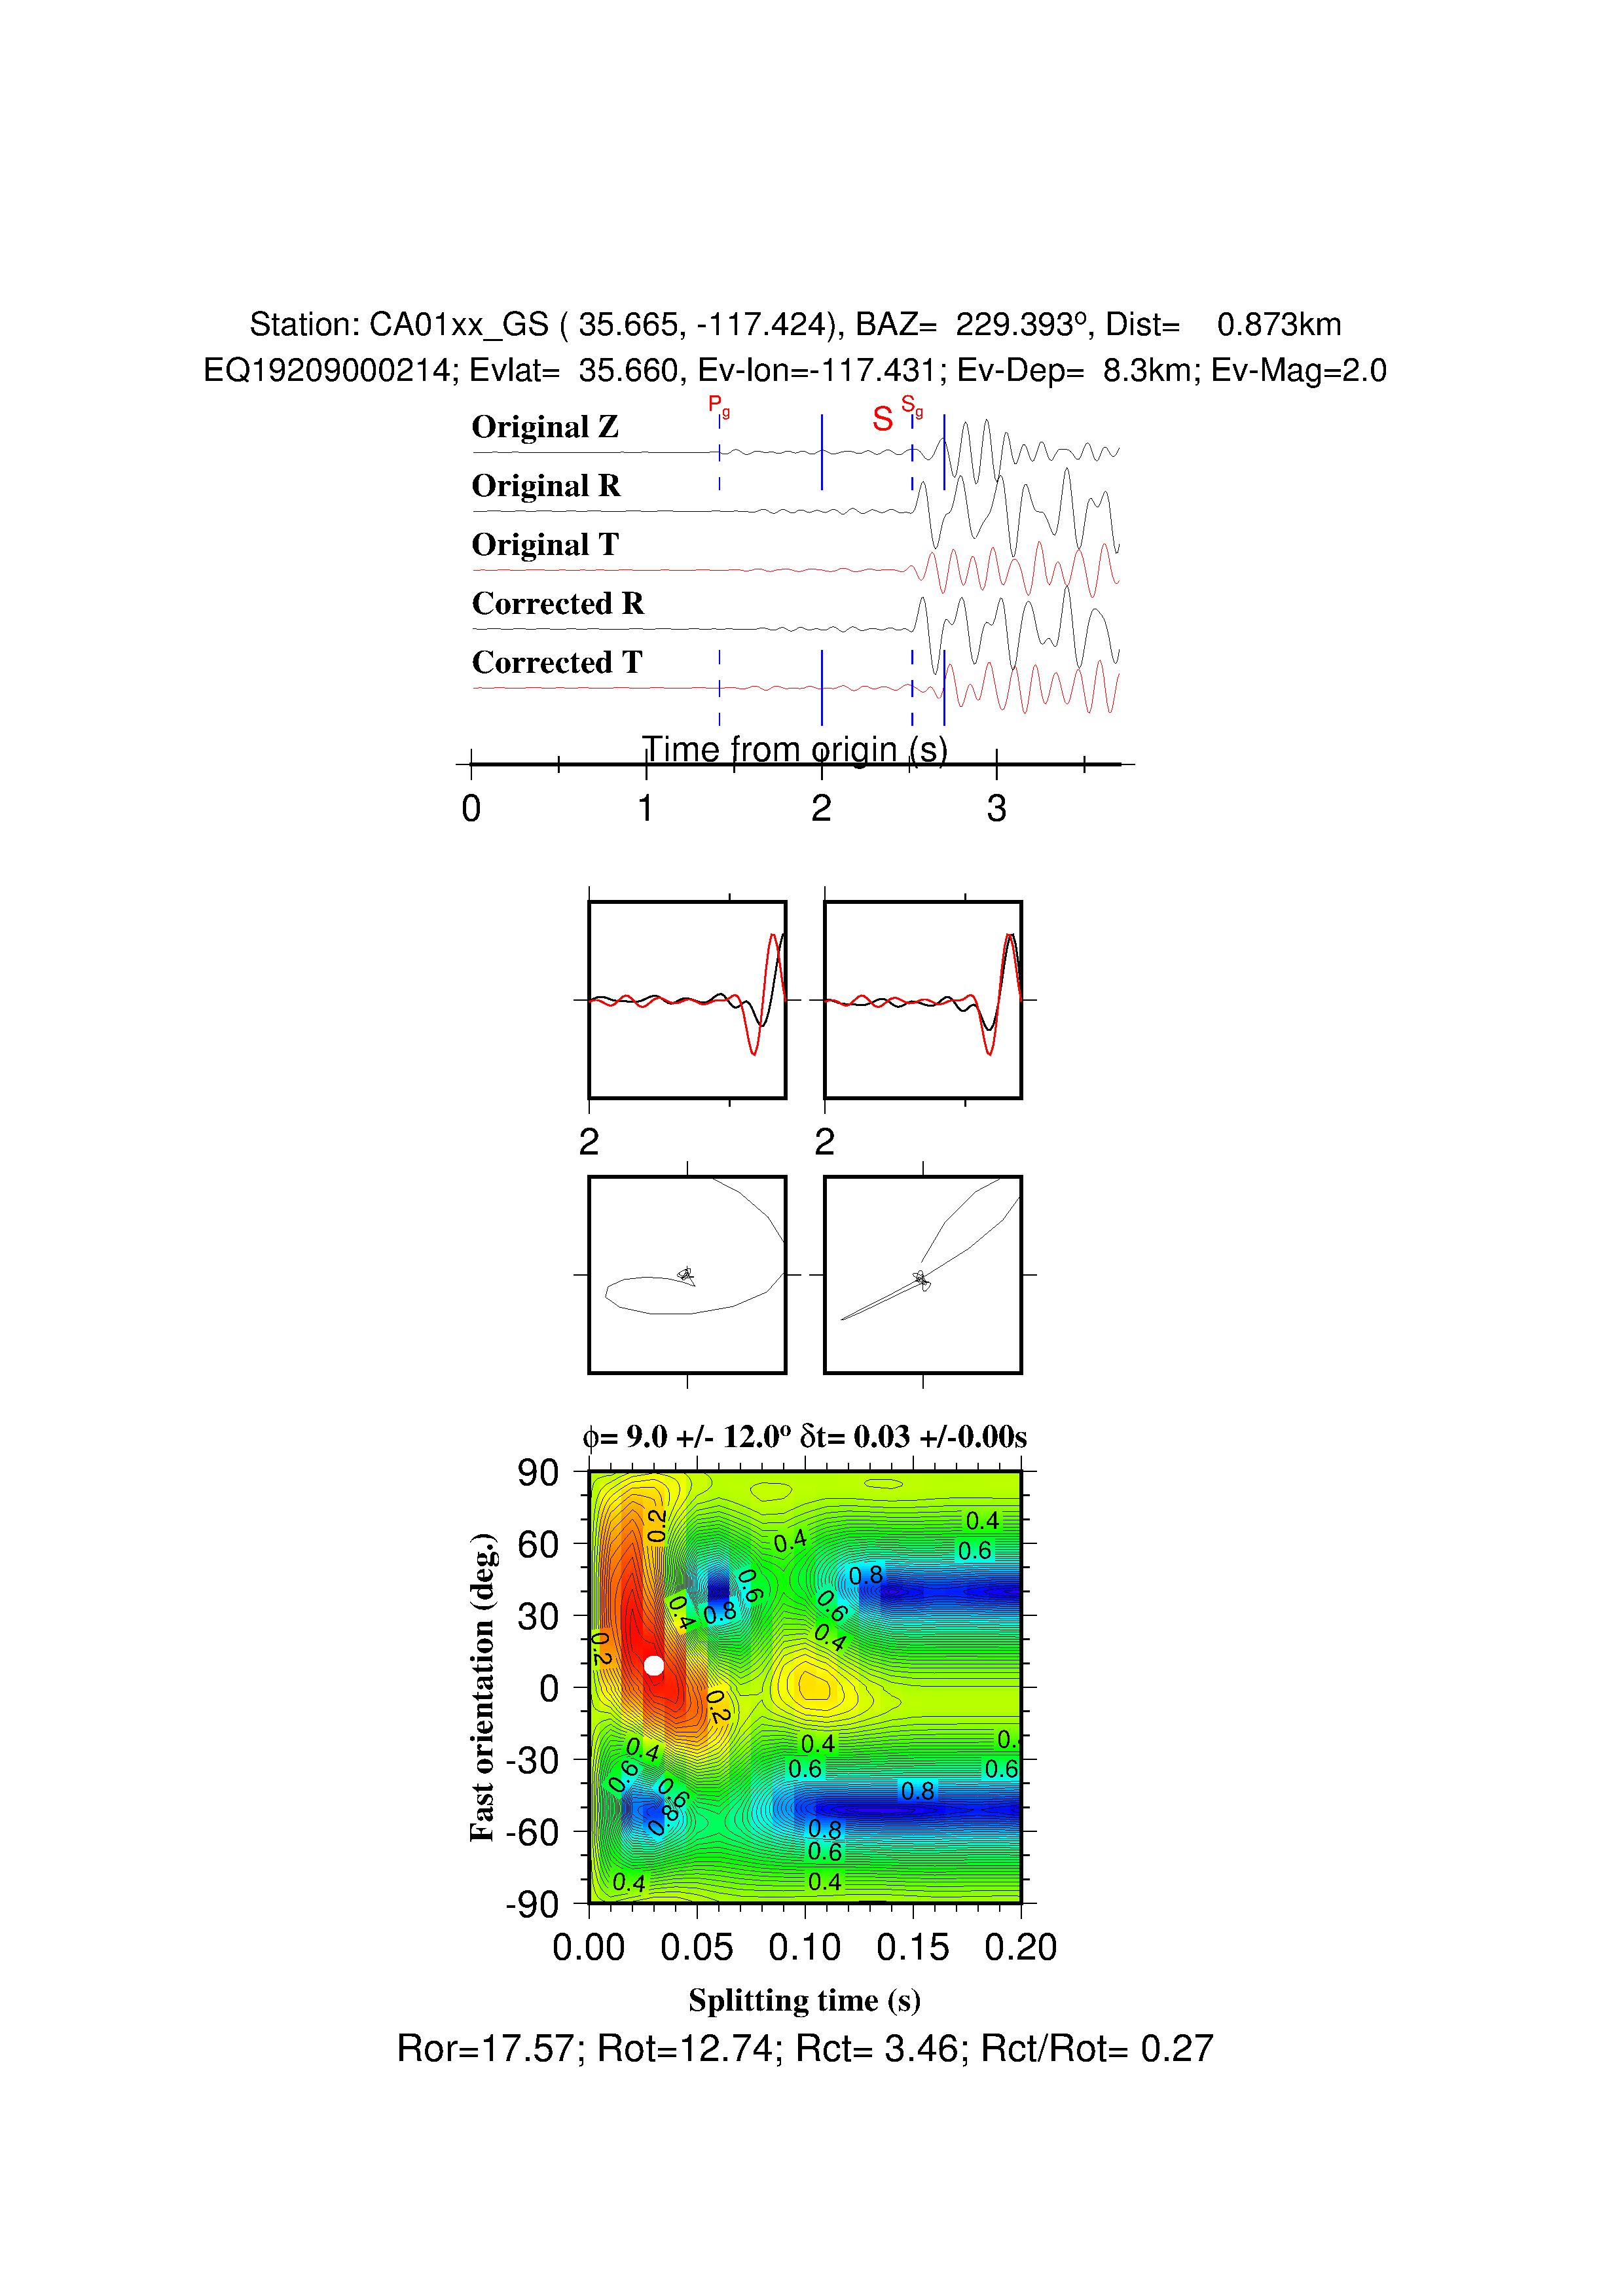 Station: CA01xx_GS ( 35.665, -117.424), BAZ=  229.393º, Dist=    0.873km
EQ19209000214; Evlat=  35.660, Ev-lon=-117.431; Ev-Dep=  8.3km; Ev-Mag=2.0
Pg S Sg
Original Z
Original R
Original T
Corrected R
Corrected T
Time from origin (s)
0 1 2 3
2 2
ϕ= 9.0 +/- 12.0º δt= 0.03 +/-0.00s
Fast orientation (deg.)
90
60
30
0
-30
-60
-90
0.2 0.4 0.4
0.6
0.8 0.6
0.4 0.8 0.6
0.2 0.4
0.2
0.4 0.4 0.
0.6 0.6 0.6
0.6 0.8
0.8 0.8
0.6
0.4 0.4
0.00 0.05 0.10 0.15 0.20
Splitting time (s)
Ror=17.57; Rot=12.74; Rct= 3.46; Rct/Rot= 0.27